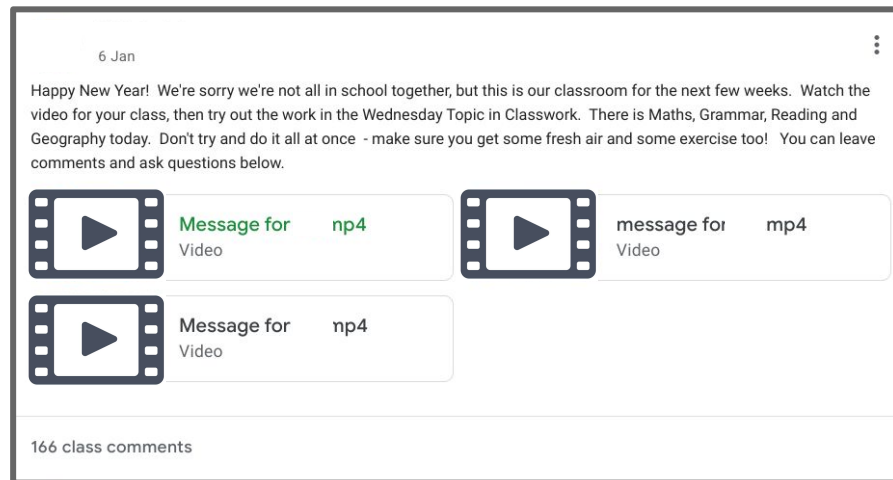 6 Jan
Happy New Year!  We're sorry we're not all in school together, but this is our classroom for the next few weeks.  Watch the
video for your class, then try out the work in the Wednesday Topic in Classwork.  There is Maths, Grammar, Reading and
Geography today.  Don't try and do it all at once  - make sure you get some fresh air and some exercise too!   You can leave
comments and ask questions below.
Message for mp4
Video
message for mp4
Video
Message for mp4
Video
166 class comments